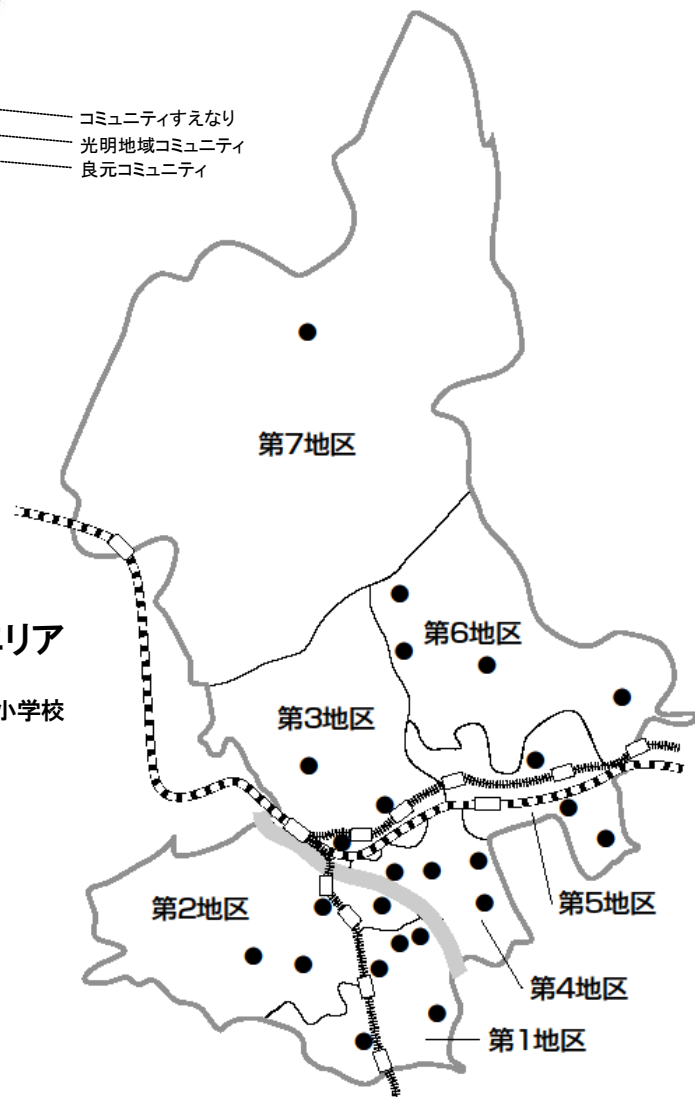 コミュニティすえなり
光明地域コミュニティ
良元コミュニティ
第7地区
第6地区
リア
小学校
第3地区
第2地区
第5地区
第4地区
第1地区